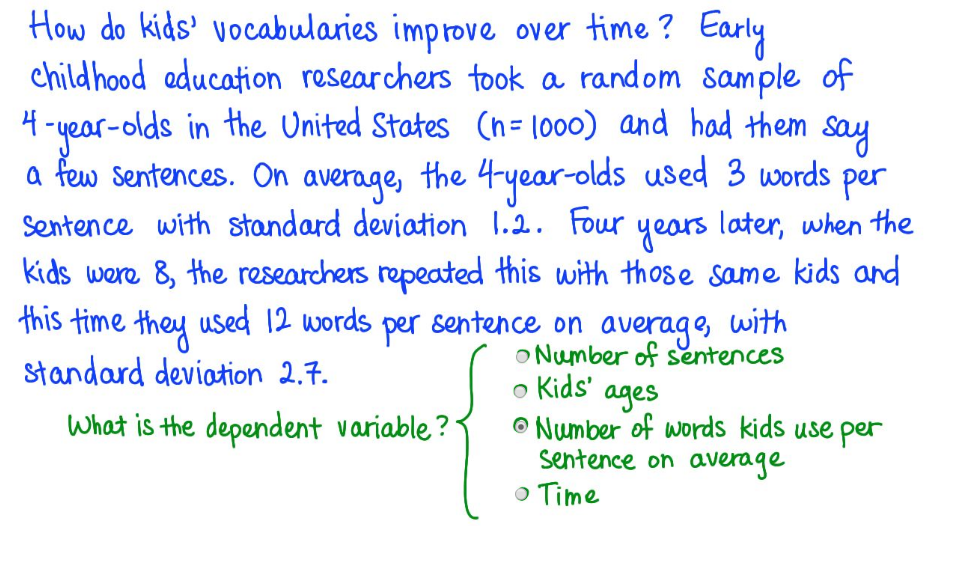 How do kids' vocabularies improve over time? Early
childhood education researchers took a random sample of
4-year-olds in the United States (n=1000) and had them say
a few sentences. On average, the 4-year-olds used 3 words per
sentence with standard deviation 1.2. Four years later, when the
kids were 8, the researchers repeated this with those same kids and
this time they used 12 words per sentence on average, with
standard deviation 2.7.
What is the dependent variable?
Number of sentences
Kids' ages
Number of words kids use per
sentence on average
Time